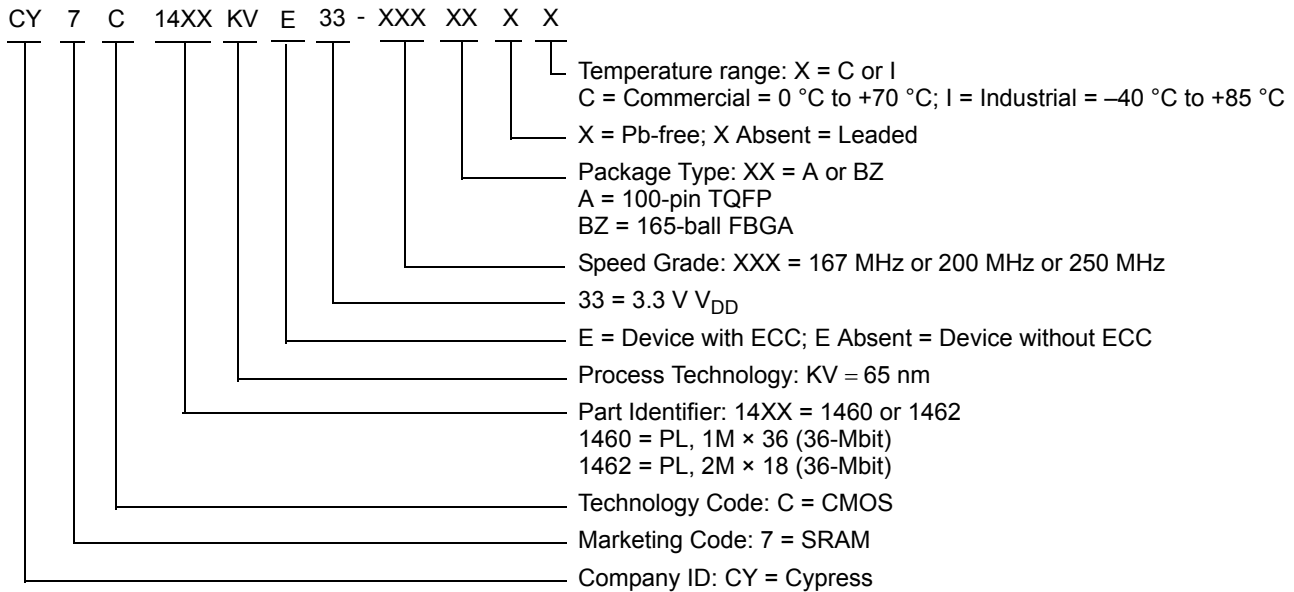 CY 7 C 14XX KV E 33 - XXX XX X X
Temperature range: X = C or I
C = Commercial = 0 °C to +70 °C; I = Industrial = –40 °C to +85 °C
X = Pb-free; X Absent = Leaded
Package Type: XX = A or BZ
A = 100-pin TQFP
BZ = 165-ball FBGA
Speed Grade: XXX = 167 MHz or 200 MHz or 250 MHz
33 = 3.3 V VDD
E = Device with ECC; E Absent = Device without ECC
Process Technology: KV = 65 nm
Part Identifier: 14XX = 1460 or 1462
1460 = PL, 1M × 36 (36-Mbit)
1462 = PL, 2M × 18 (36-Mbit)
Technology Code: C = CMOS
Marketing Code: 7 = SRAM
Company ID: CY = Cypress